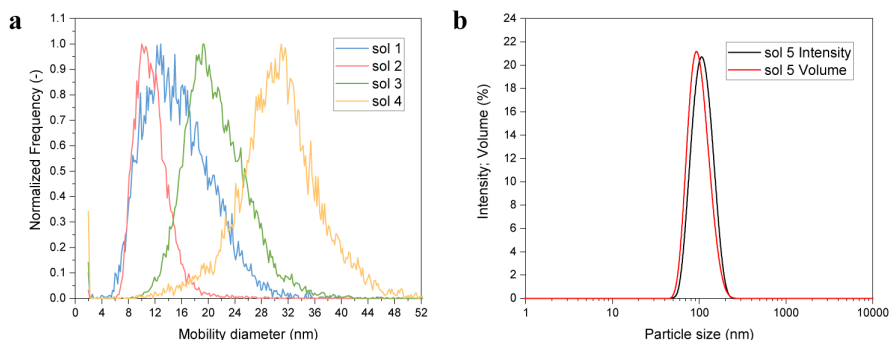 a
1.1
1.0
0.9
0.8
0.7
0.6
0.5
0.4
0.3
0.2
0.1
0.0
Normalized Frequency (-)
sol 1
sol 2
sol 3
sol 4
0 4 8 12 16 20 24 28 32 36 40 44 48 52
Mobility diameter (nm)
b
24
22
20
18
16
14
12
10
8
6
4
2
0
Intensity; Volume (%)
sol 5 Intensity
sol 5 Volume
1 10 100 1000 10000
Particle size (nm)